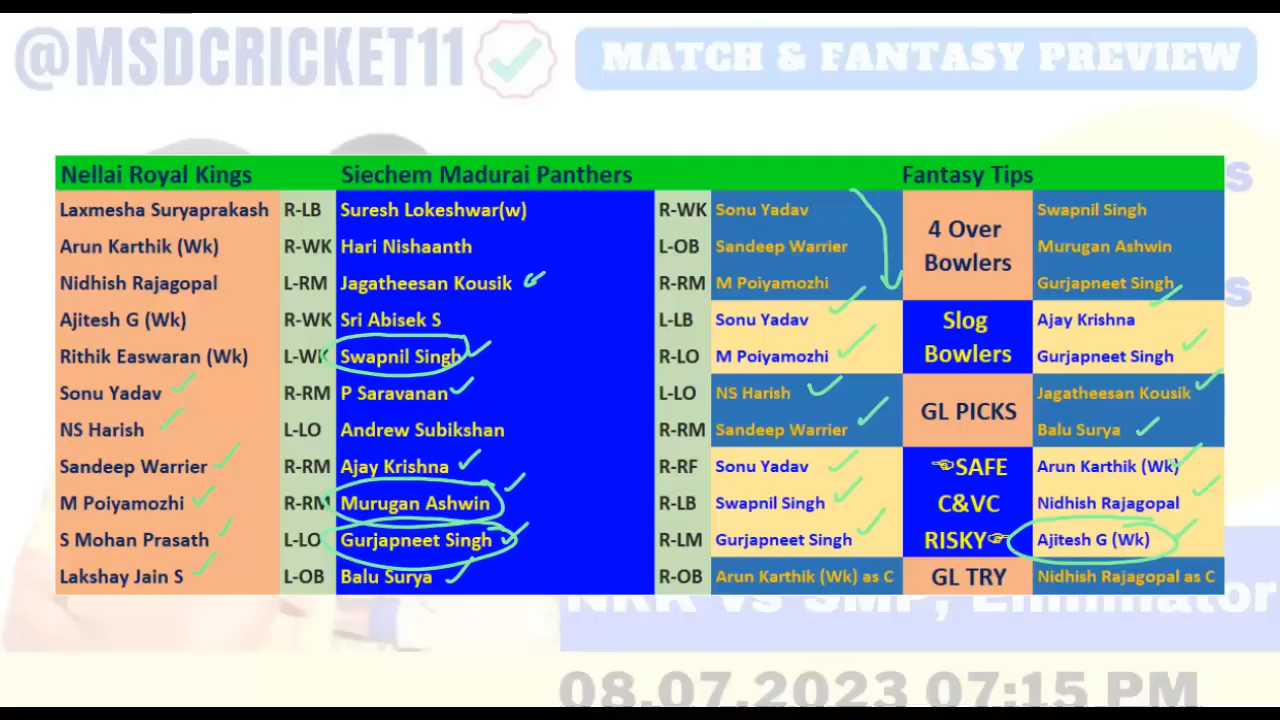 @MSDCRICKET11 MATCH & FANTASY PREVIEW
Nellai Royal Kings Siechem Madurai Panthers Fantasy Tips
Laxmesha Suryaprakash R-LB Suresh Lokeshwar(w) R-WK Sonu Yadav 4 Over Swapnil Singh
Arun Karthik (Wk) R-WK Hari Nishaanth L-OB Sandeep Warrier Bowlers Murugan Ashwin
Nidhish Rajagopal L-RM Jagatheesan Kousik R-RM M Poiyamozhi Gurjapneet Singh
Ajitesh G (Wk) R-WK Sri Abisek S L-LB Sonu Yadav Slog Ajay Krishna
Rithik Easwaran (Wk) L-WK Swapnil Singh R-LO M Poiyamozhi Bowlers Gurjapneet Singh
Sonu Yadav R-RM P Saravanan L-LO NS Harish GL PICKS Jagatheesan Kousik
NS Harish L-LO Andrew Subikshan R-RM Sandeep Warrier Balu Surya
Sandeep Warrier R-RM Ajay Krishna R-RF Sonu Yadav SAFE Arun Karthik (Wk)
M Poiyamozhi R-RM Murugan Ashwin R-LB Swapnil Singh C&VC Nidhish Rajagopal
S Mohan Prasath L-LO Gurjapneet Singh R-LM Gurjapneet Singh RISKY Ajitesh G (Wk)
Lakshay Jain S L-OB Balu Surya R-OB Arun Karthik (Wk) as C GL TRY Nidhish Rajagopal as C
NRK vs SMP, Eliminator
08.07.2023 07:15 PM